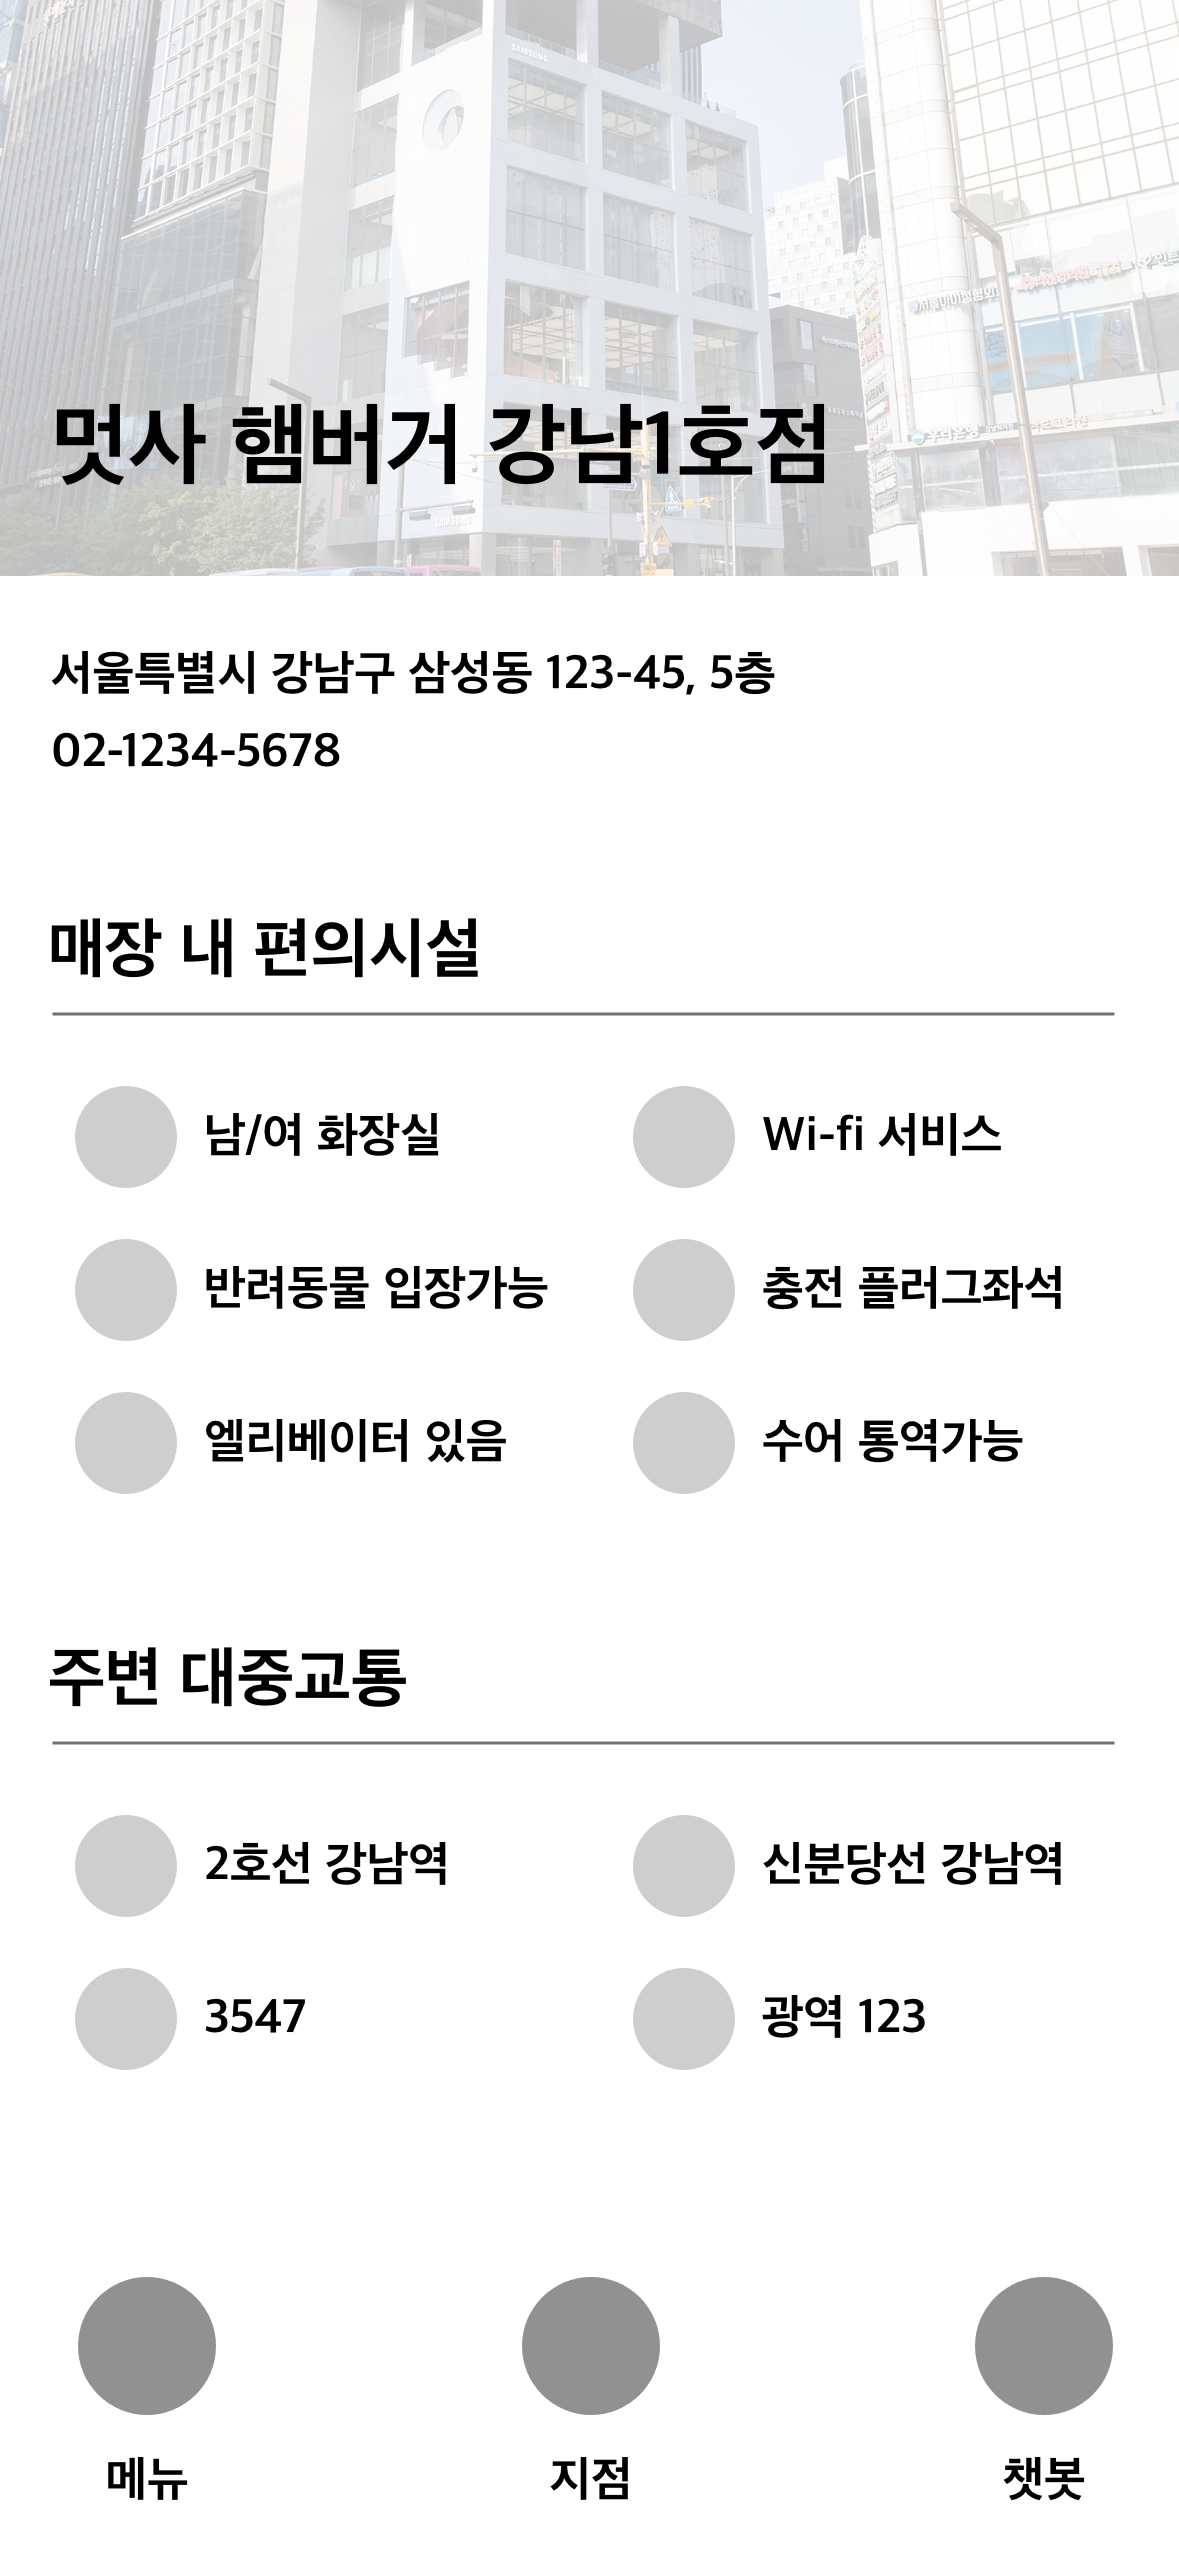 SAMSUNG
멋사 햄버거 강남1호점
SAMSUNG
서울특별시 강남구 삼성동 123-45, 5층
02-1234-5678
매장 내 편의시설
남/여 화장실
Wi-fi 서비스
반려동물 입장가능
충전 플러그좌석
엘리베이터 있음
수어 통역가능
주변 대중교통
2호선 강남역
신분당선 강남역
3547
광역 123
메뉴
지점
챗봇